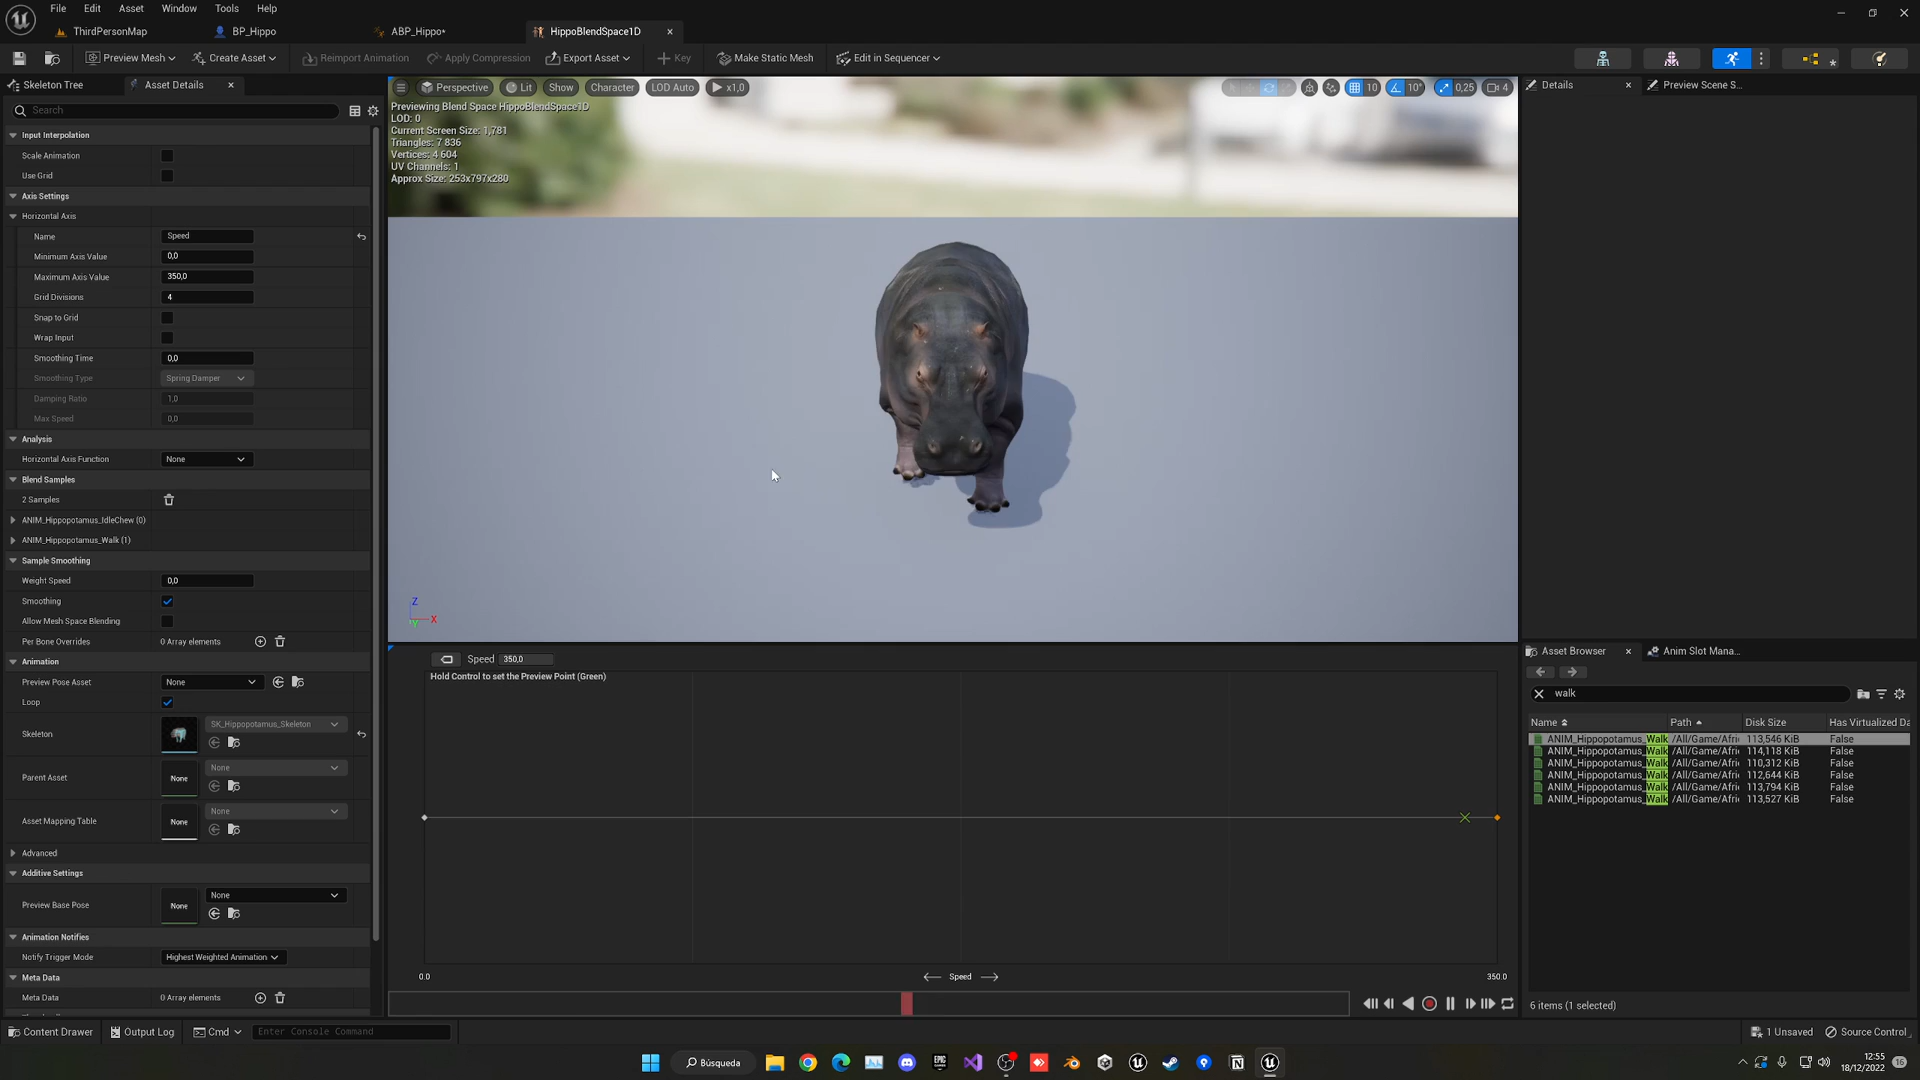 File Edit Asset Window Tools Help
ThirdPersonMap BP_Hippo ABP_Hippo* HippoBlendSpace1D
Preview Mesh Create Asset Reimport Animation Apply Compression Export Asset Key Make Static Mesh Edit in Sequencer
Skeleton Tree Asset Details
Search
Input Interpolation
Scale Animation
Use Grid
Axis Settings
Horizontal Axis
Name Speed
Minimum Axis Value 0,0
Maximum Axis Value 350,0
Grid Divisions 4
Snap to Grid
Wrap Input
Smoothing Time 0,0
Smoothing Type Spring Damper
Damping Ratio 1,0
Max Speed 0,0
Analysis
Horizontal Axis Function None
Blend Samples
2 Samples
ANIM_Hippopotamus_IdleChew (0)
ANIM_Hippopotamus_Walk (1)
Sample Smoothing
Weight Speed 0,0
Smoothing
Allow Mesh Space Blending
Per Bone Overrides 0 Array elements
Animation
Preview Pose Asset None
Loop
Skeleton SK_Hippopotamus_Skeleton
Parent Asset None None
Asset Mapping Table None None
Advanced
Additive Settings
Preview Base Pose None None
Animation Notifies
Notify Trigger Mode Highest Weighted Animation
Meta Data
Meta Data 0 Array elements
Perspective Lit Show Character LOD Auto x1,0 10 10° 0,25 4
Previewing Blend Space HippoBlendSpace1D
LOD: 0
Current Screen Size: 1,781
Triangles: 7 836
Vertices: 4 604
UV Channels: 1
Approx Size: 253x797x280
Z
X
Y
Speed 350,0
Hold Control to set the Preview Point (Green)
0.0 Speed 350.0
Details Preview Scene S...
Asset Browser Anim Slot Mana...
walk
Name Path Disk Size Has Virtualized Da
ANIM_Hippopotamus_Walk /All/Game/Afri 113,546 KiB False
ANIM_Hippopotamus_Walk /All/Game/Afri 114,118 KiB False
ANIM_Hippopotamus_Walk /All/Game/Afri 110,312 KiB False
ANIM_Hippopotamus_Walk /All/Game/Afri 112,644 KiB False
ANIM_Hippopotamus_Walk /All/Game/Afri 113,794 KiB False
ANIM_Hippopotamus_Walk /All/Game/Afri 113,527 KiB False
6 items (1 selected)
Content Drawer Output Log Cmd Enter Console Command 1 Unsaved Source Control
Búsqueda
EPIC
12:55
18/12/2022
16